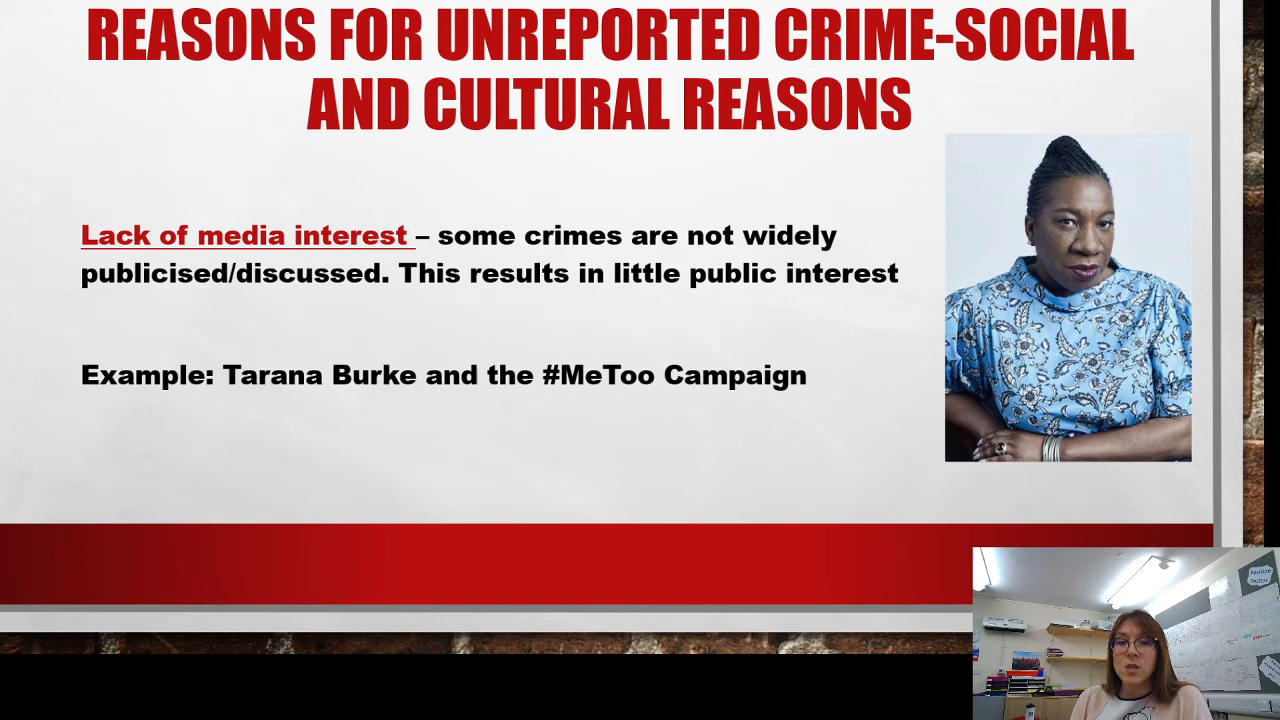 REASONS FOR UNREPORTED CRIME-SOCIAL
AND CULTURAL REASONS
Lack of media interest – some crimes are not widely
publicised/discussed. This results in little public interest
Example: Tarana Burke and the #MeToo Campaign
Revision